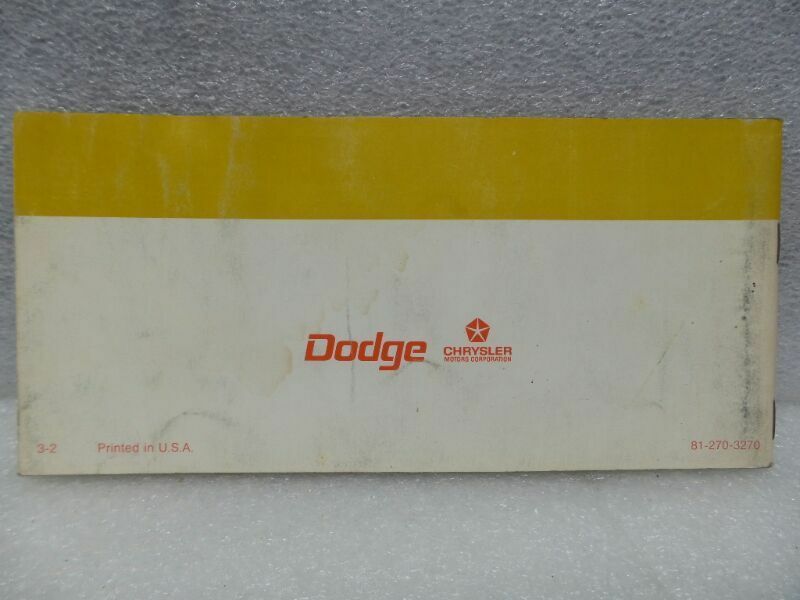 Dodge
CHRYSLER
MOTORS CORPORATION
3-2 Printed in U.S.A.
81-270-3270